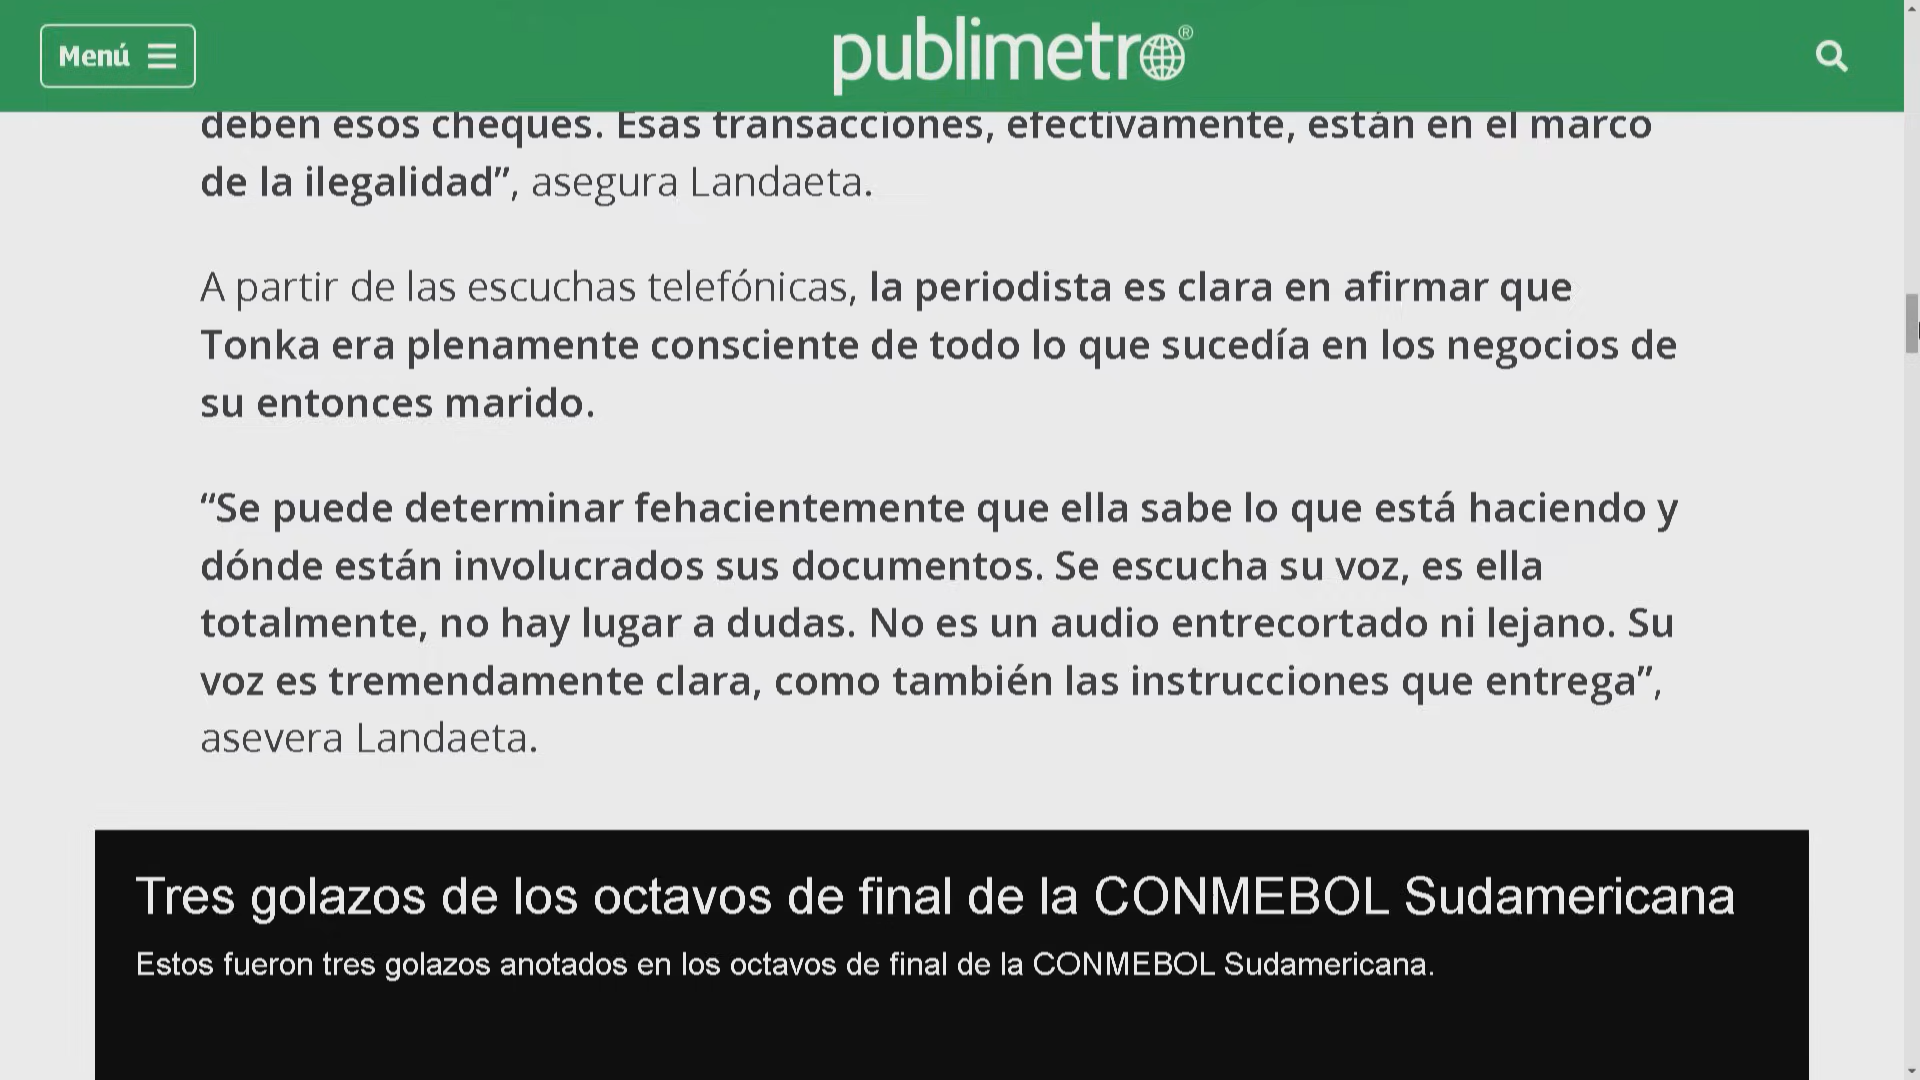 Menú
publimetro®
deben esos cheques. Esas transacciones, efectivamente, están en el marco
de la ilegalidad”, asegura Landaeta.
A partir de las escuchas telefónicas, la periodista es clara en afirmar que
Tonka era plenamente consciente de todo lo que sucedía en los negocios de
su entonces marido.
“Se puede determinar fehacientemente que ella sabe lo que está haciendo y
dónde están involucrados sus documentos. Se escucha su voz, es ella
totalmente, no hay lugar a dudas. No es un audio entrecortado ni lejano. Su
voz es tremendamente clara, como también las instrucciones que entrega”,
asevera Landaeta.
Tres golazos de los octavos de final de la CONMEBOL Sudamericana
Estos fueron tres golazos anotados en los octavos de final de la CONMEBOL Sudamericana.